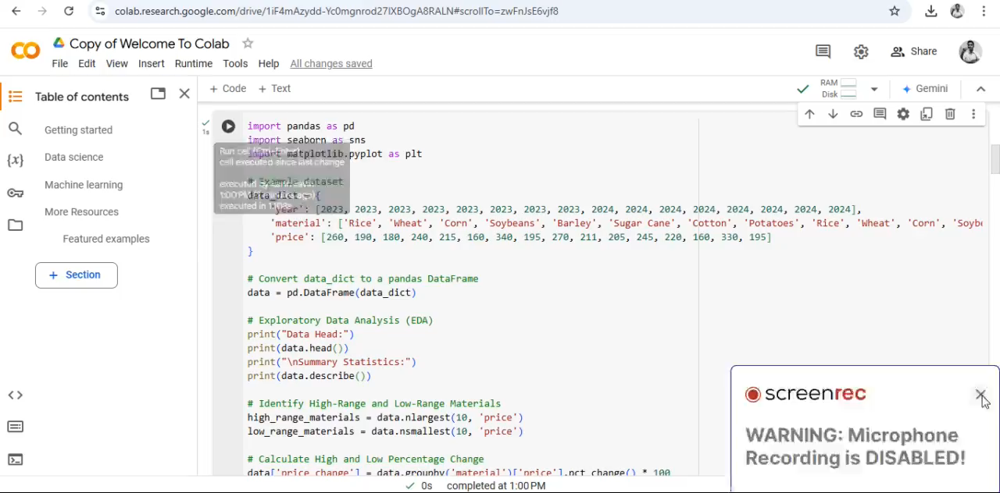 colab.research.google.com/drive/1iF4mAzydd-Yc0mgnrod27IXBOgA8RALN#scrollTo=zwFnJsE6vjf8
CO
Copy of Welcome To Colab
File Edit View Insert Runtime Tools Help All changes saved
Share
Table of contents
+ Code + Text
RAM
Disk
Gemini
Getting started
Data science
Machine learning
More Resources
Featured examples
+ Section
{x}
1s
import pandas as pd
import seaborn as sns
import matplotlib.pyplot as plt
Run cell (Ctrl+Enter)
cell executed since last change
executed by
1:00 PM
executed in
# Example dataset
data_dict = {
'year': [2023, 2023, 2023, 2023, 2023, 2023, 2023, 2023, 2024, 2024, 2024, 2024, 2024, 2024, 2024, 2024],
'material': ['Rice', 'Wheat', 'Corn', 'Soybeans', 'Barley', 'Sugar Cane', 'Cotton', 'Potatoes', 'Rice', 'Wheat', 'Corn', 'Soybe
'price': [260, 190, 180, 240, 215, 160, 340, 195, 270, 211, 205, 245, 220, 160, 330, 195]
}
# Convert data_dict to a pandas DataFrame
data = pd.DataFrame(data_dict)
# Exploratory Data Analysis (EDA)
print("Data Head:")
print(data.head())
print("\nSummary Statistics:")
print(data.describe())
# Identify High-Range and Low-Range Materials
high_range_materials = data.nlargest(10, 'price')
low_range_materials = data.nsmallest(10, 'price')
# Calculate High and Low Percentage Change
data['price_change'] = data.groupby('material')['price'].pct_change() * 100
screenrec
WARNING: Microphone
Recording is DISABLED!
0s completed at 1:00 PM